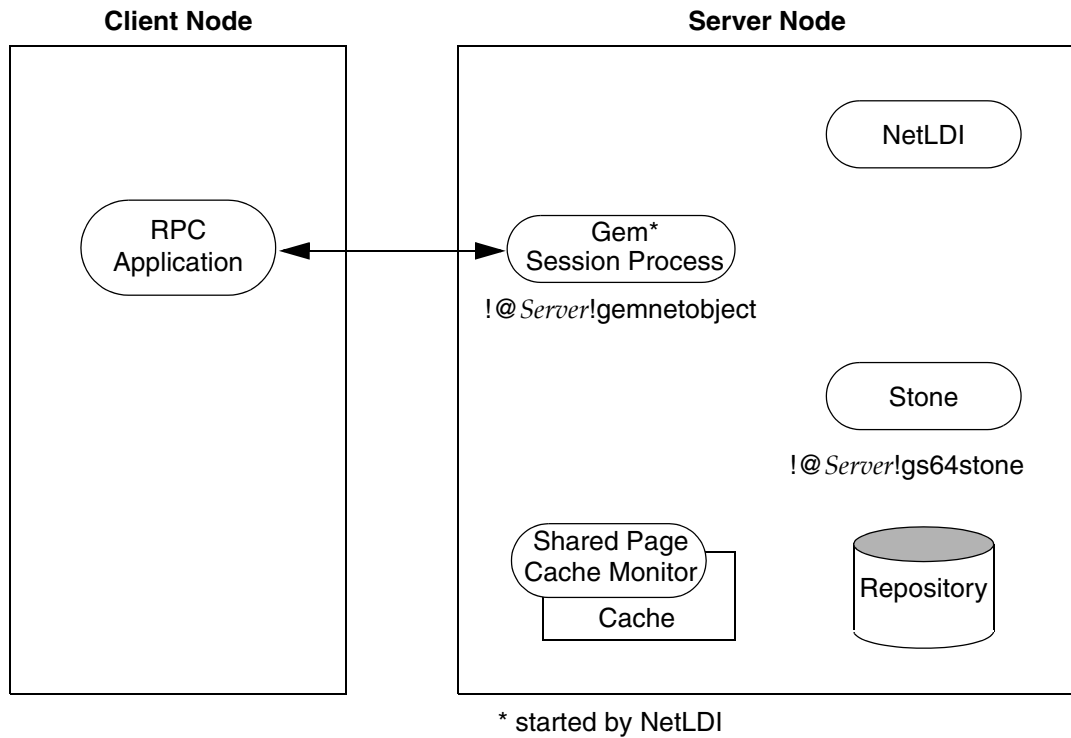 Client Node
Server Node
NetLDI
RPC
Application
Gem*
Session Process
!@Server!gemnetobject
Stone
!@Server!gs64stone
Shared Page
Cache Monitor
Cache
Repository
* started by NetLDI